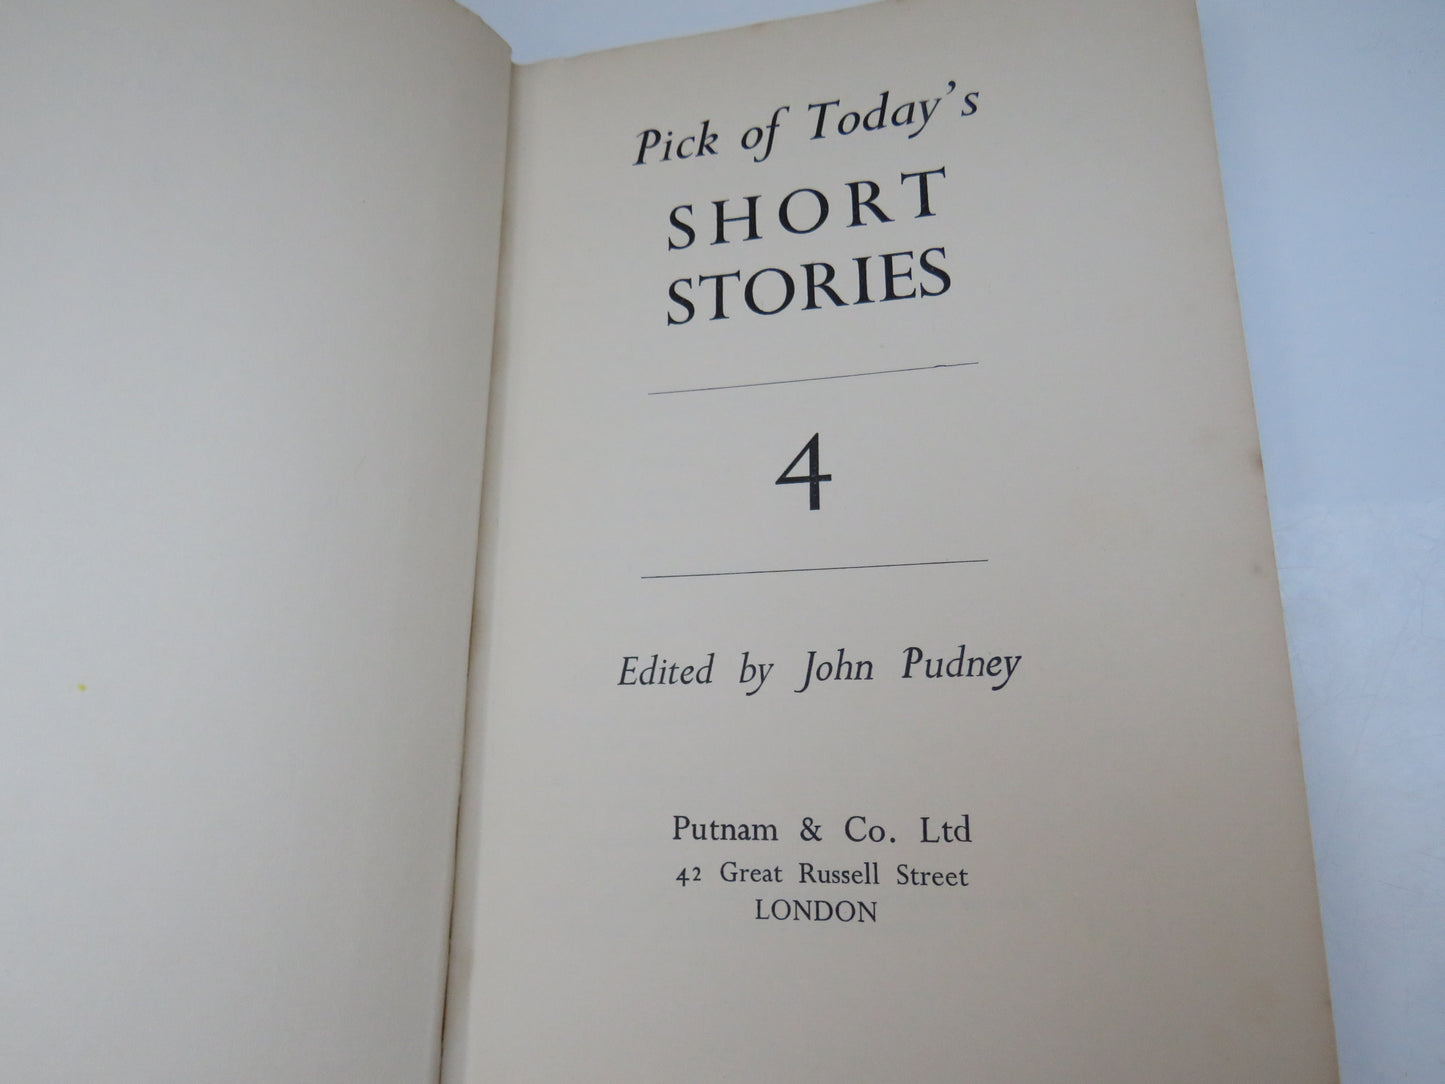 Pick of Today's
SHORT
STORIES
4
Edited by John Pudney
Putnam & Co. Ltd
42 Great Russell Street
LONDON